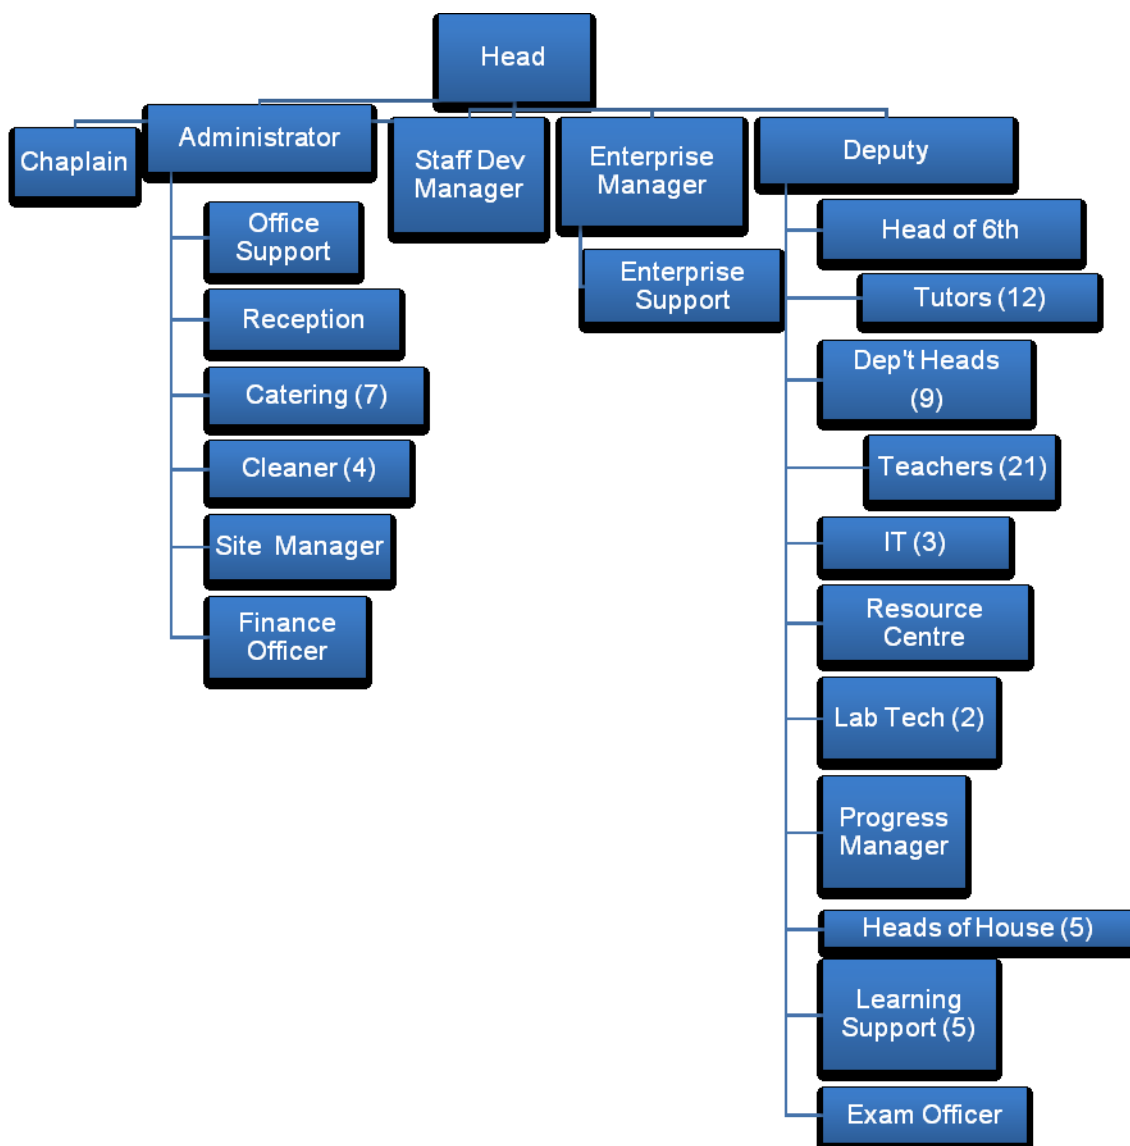 Head
Chaplain
Administrator
Staff Dev
Manager
Enterprise
Manager
Deputy
Office
Support
Reception
Catering (7)
Cleaner (4)
Site Manager
Finance
Officer
Enterprise
Support
Head of 6th
Tutors (12)
Dep't Heads
(9)
Teachers (21)
IT (3)
Resource
Centre
Lab Tech (2)
Progress
Manager
Heads of House (5)
Learning
Support (5)
Exam Officer